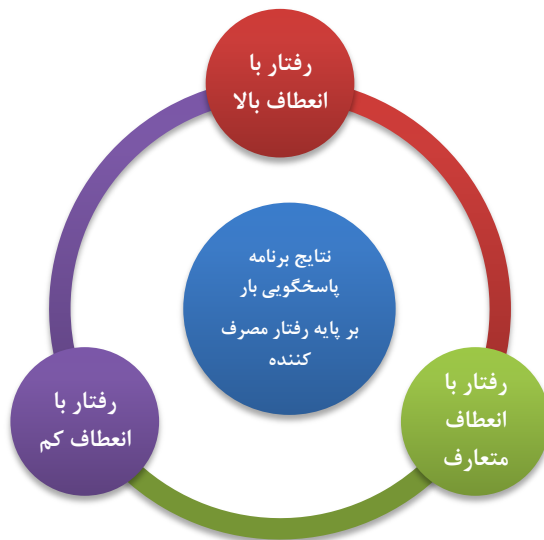 رفتار با
انعطاف بالا
نتایج برنامه
پاسخگویی بار
بر پایه رفتار مصرف
کننده
رفتار با
انعطاف
متعارف
رفتار با
انعطاف کم